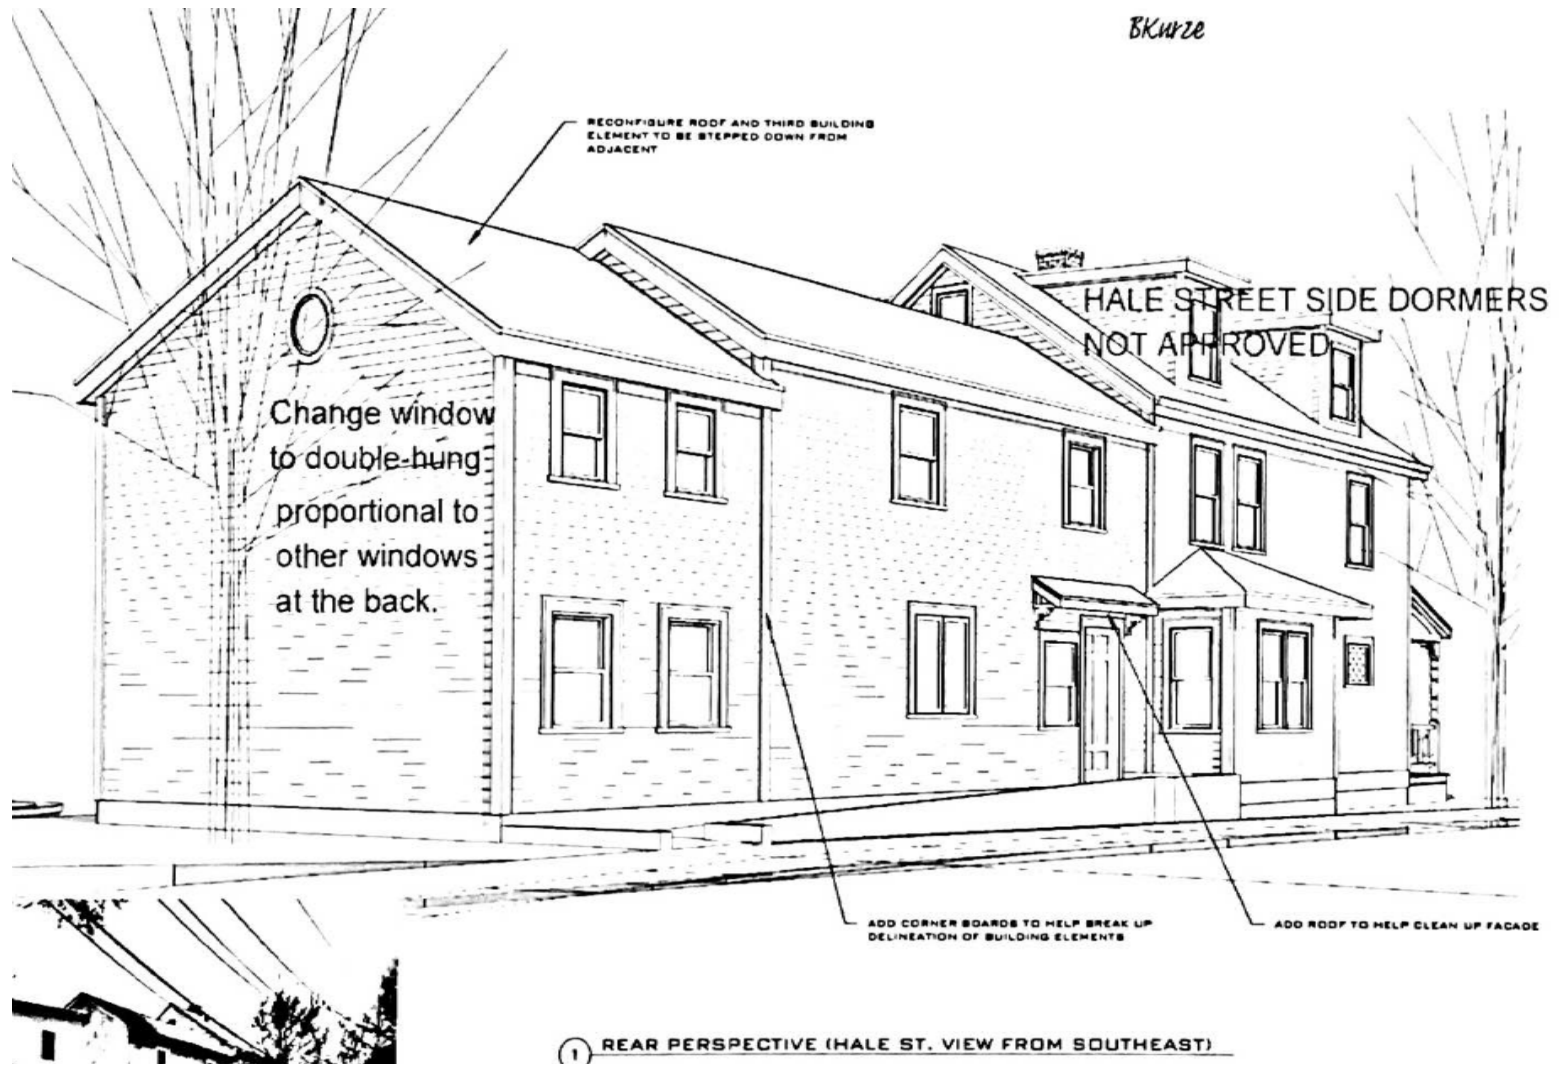 BKurze
RECONFIGURE ROOF AND THIRD BUILDING
ELEMENT TO BE STEPPED DOWN FROM
ADJACENT
HALE STREET SIDE DORMERS
NOT APPROVED
Change window
to double-hung
proportional to
other windows
at the back.
ADD CORNER BOARDS TO HELP BREAK UP
DELINEATION OF BUILDING ELEMENTS
ADD ROOF TO HELP CLEAN UP FACADE
1 REAR PERSPECTIVE (HALE ST. VIEW FROM SOUTHEAST)